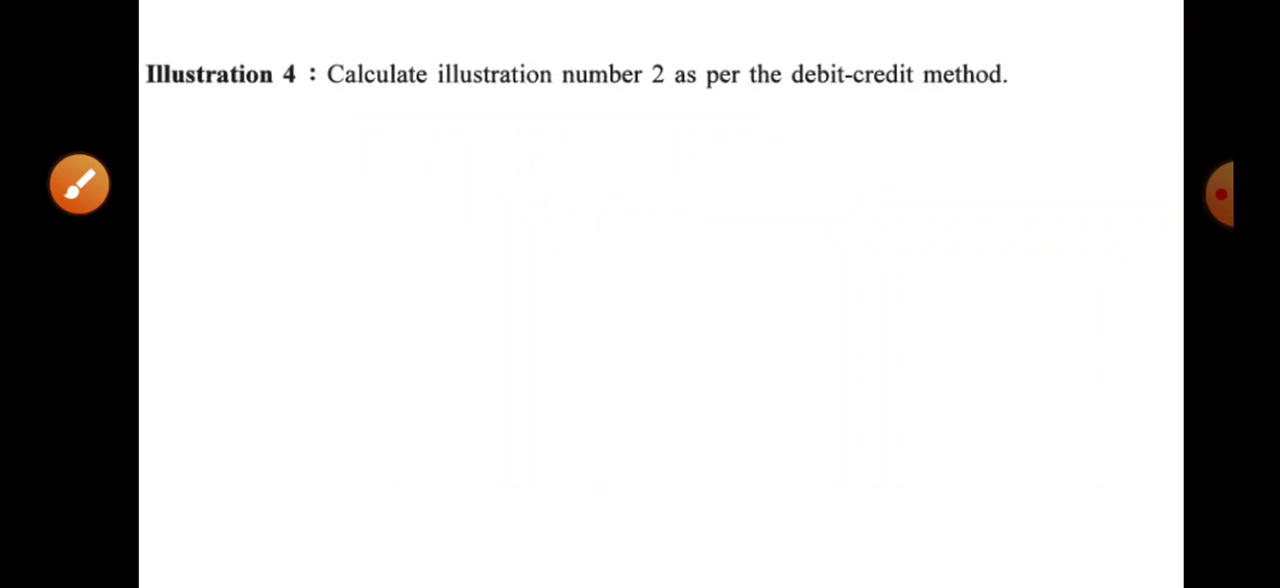 Illustration 4 : Calculate illustration number 2 as per the debit-credit method.